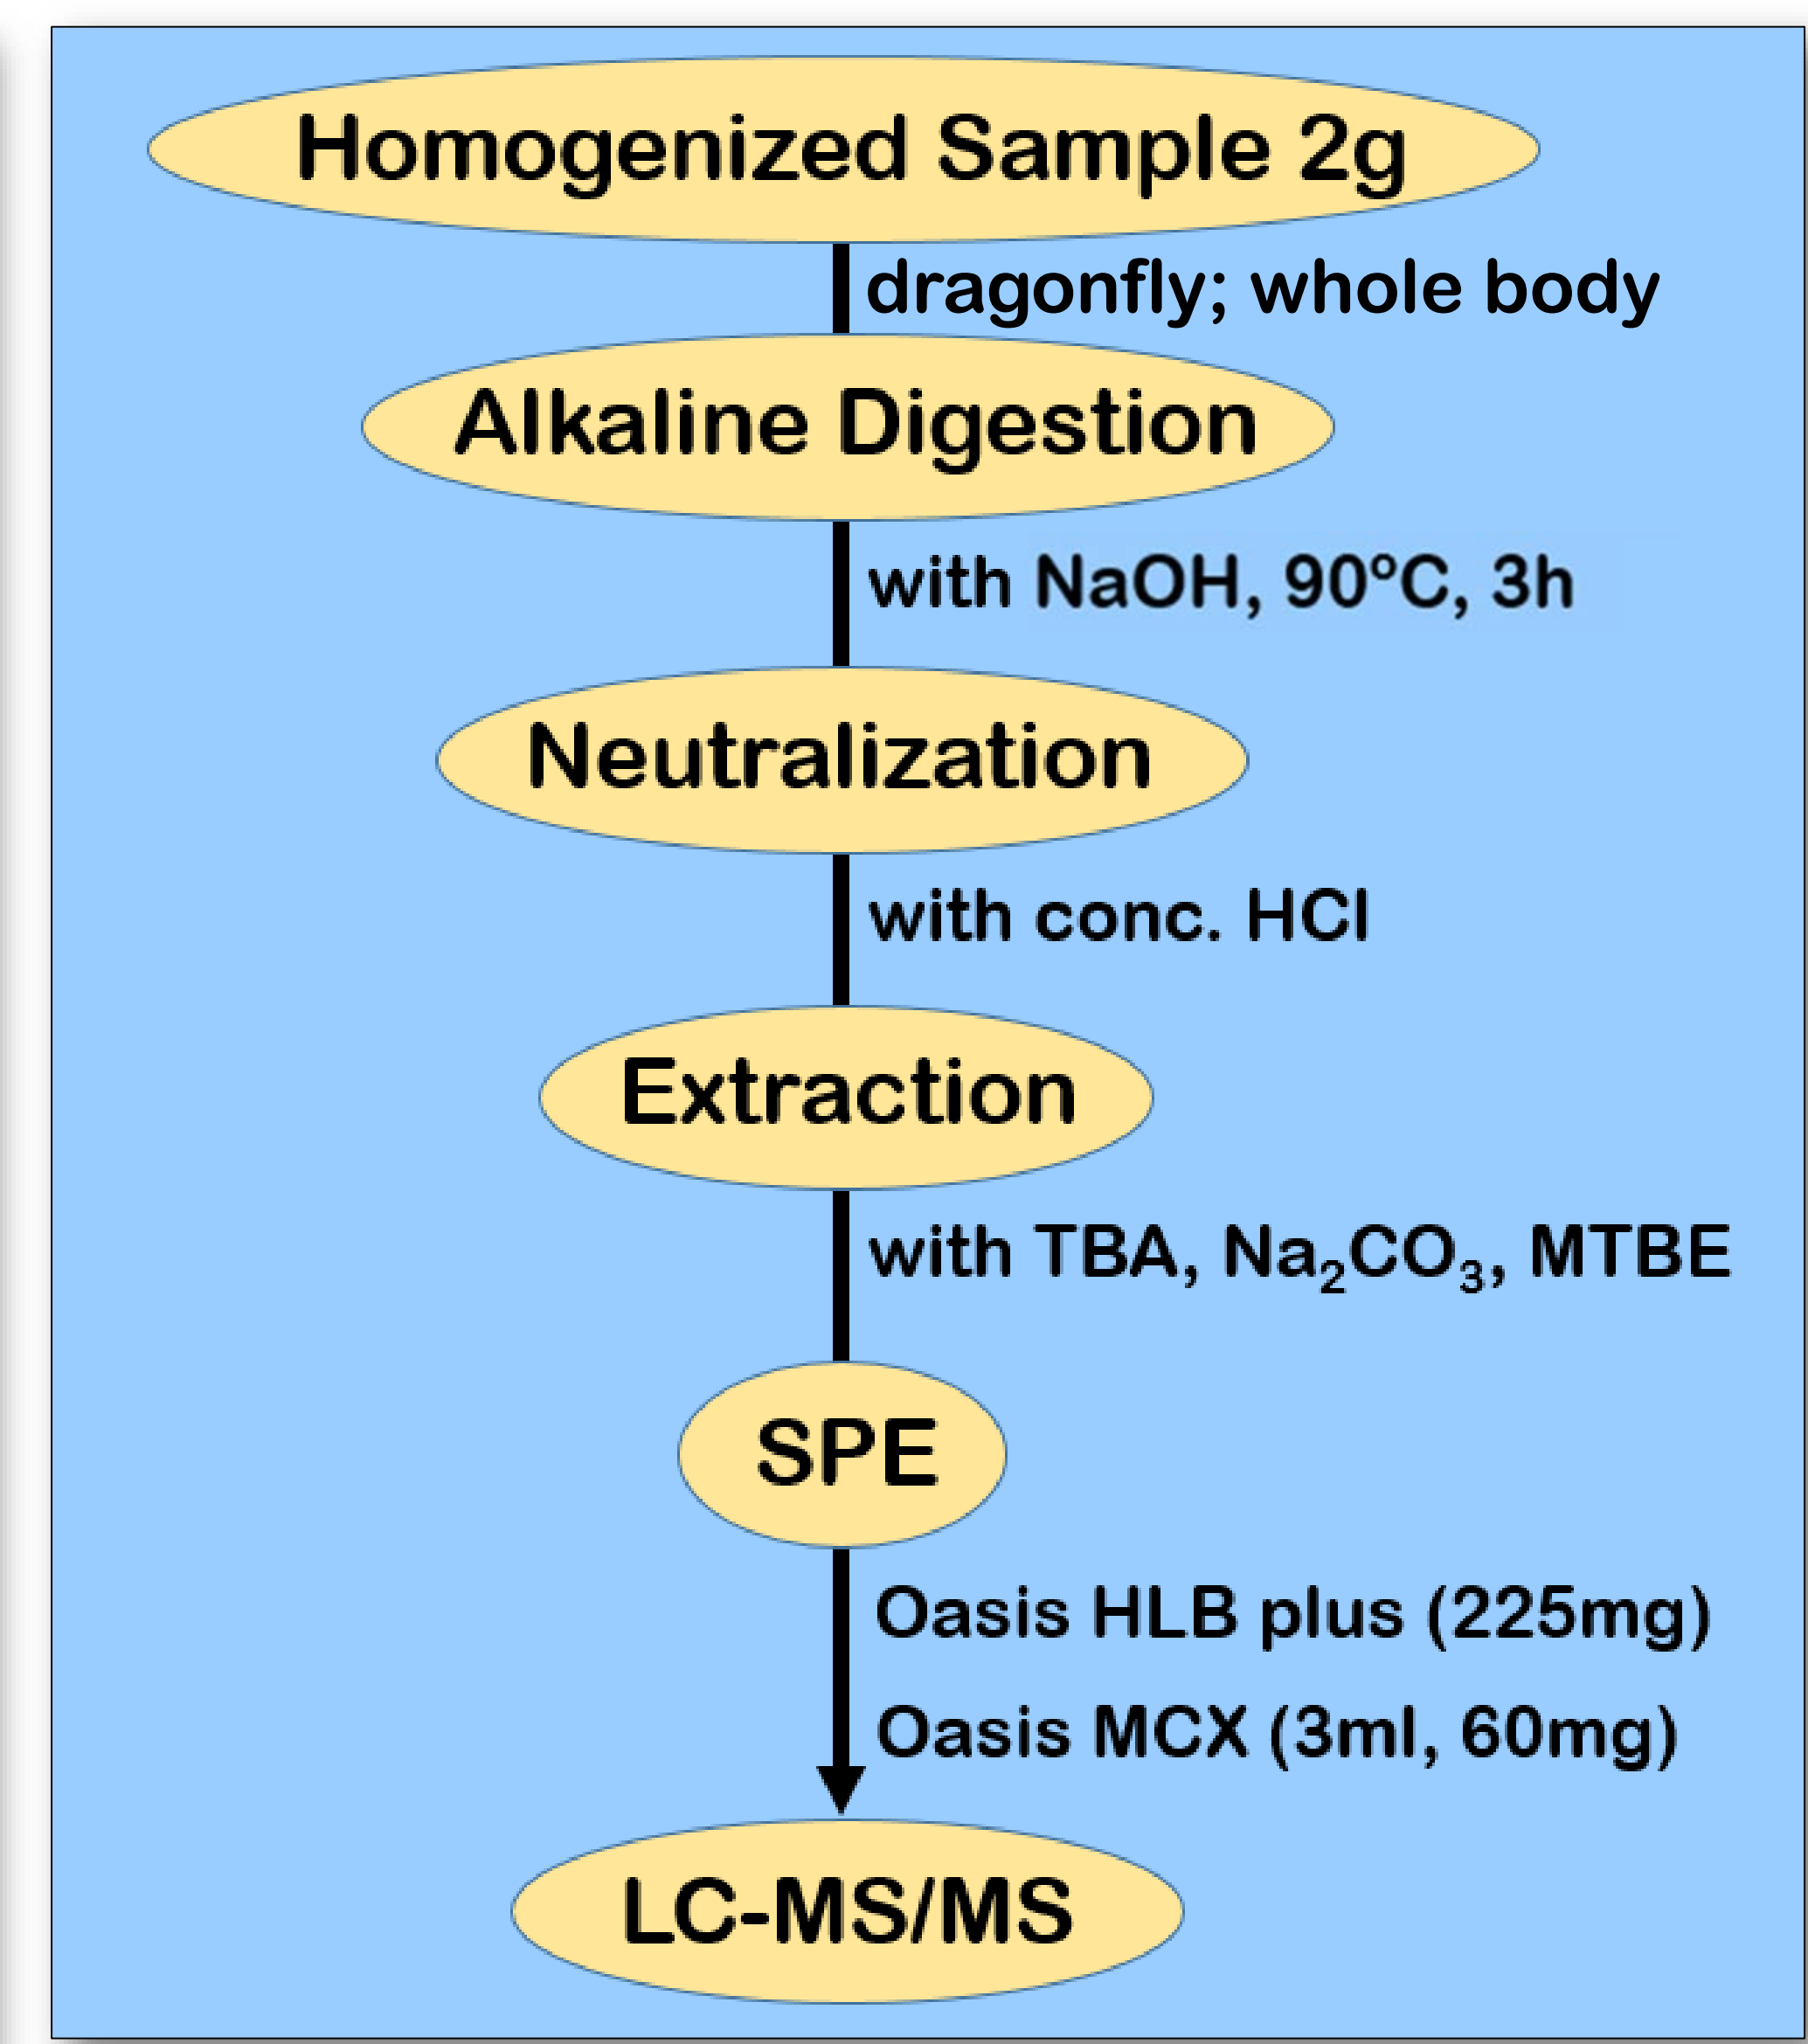 Homogenized Sample 2g
dragonfly; whole body
Alkaline Digestion
with NaOH, 90ºC, 3h
Neutralization
with conc. HCl
Extraction
with TBA, Na₂CO₃, MTBE
SPE
Oasis HLB plus (225mg)
Oasis MCX (3ml, 60mg)
LC-MS/MS